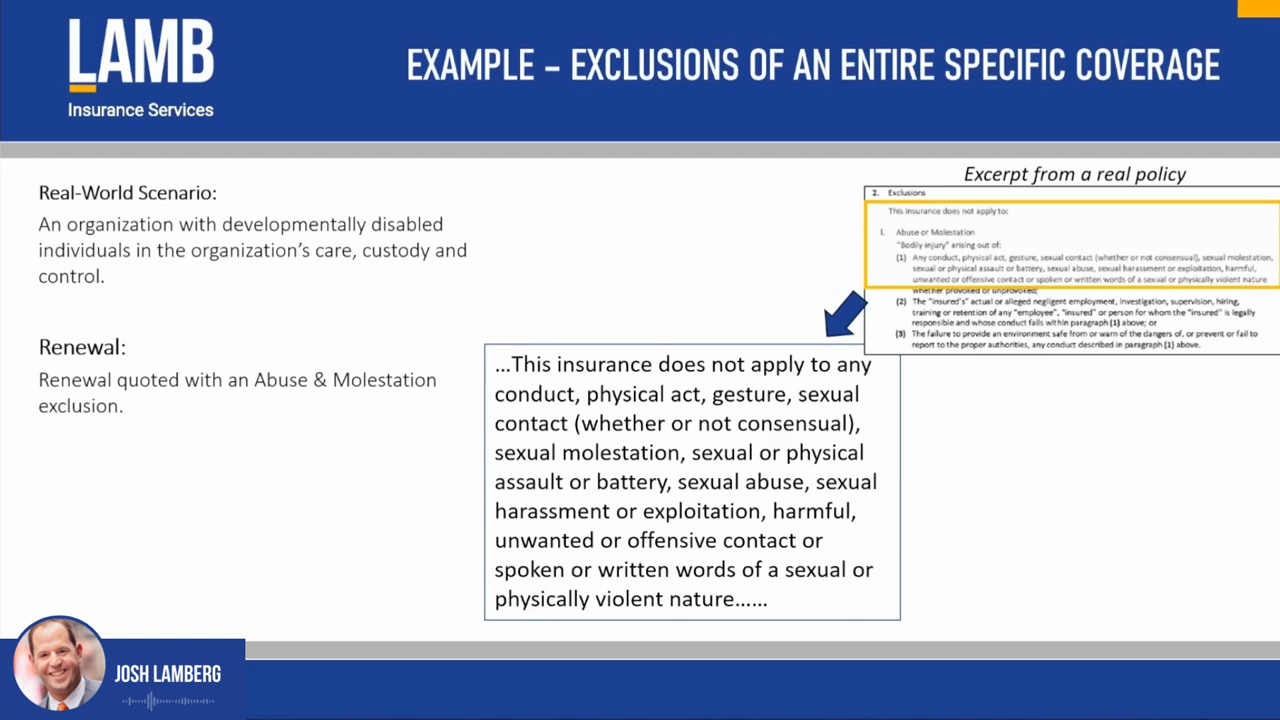 LAMB
Insurance Services
EXAMPLE – EXCLUSIONS OF AN ENTIRE SPECIFIC COVERAGE
Real-World Scenario:
An organization with developmentally disabled
individuals in the organization's care, custody and
control.
Renewal:
Renewal quoted with an Abuse & Molestation
exclusion.
Excerpt from a real policy
2. Exclusions
This insurance does not apply to:
l. Abuse or Molestation
"Bodily injury" arising out of:
(1) Any conduct, physical act, gesture, sexual contact (whether or not consensual), sexual molestation,
sexual or physical assault or battery, sexual abuse, sexual harassment or exploitation, harmful,
unwanted or offensive contact or spoken or written words of a sexual or physically violent nature
whether provoked or unprovoked;
(2) The "insured's" actual or alleged negligent employment, investigation, supervision, hiring,
training or retention of any "employee", "insured" or person for whom the "insured" is legally
responsible and whose conduct falls within paragraph (1) above; or
(3) The failure to provide an environment safe from or warn of the dangers of, or prevent or fail to
report to the proper authorities, any conduct described in paragraph (1) above.
...This insurance does not apply to any
conduct, physical act, gesture, sexual
contact (whether or not consensual),
sexual molestation, sexual or physical
assault or battery, sexual abuse, sexual
harassment or exploitation, harmful,
unwanted or offensive contact or
spoken or written words of a sexual or
physically violent nature......
JOSH LAMBERG